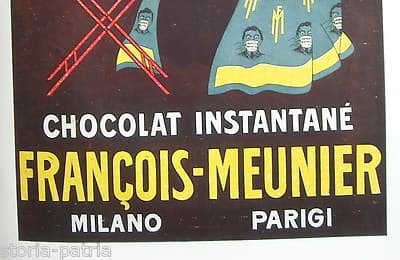 CHOCOLAT INSTANTANÉ
FRANÇOIS-MEUNIER
MILANO PARIGI
storia-patria